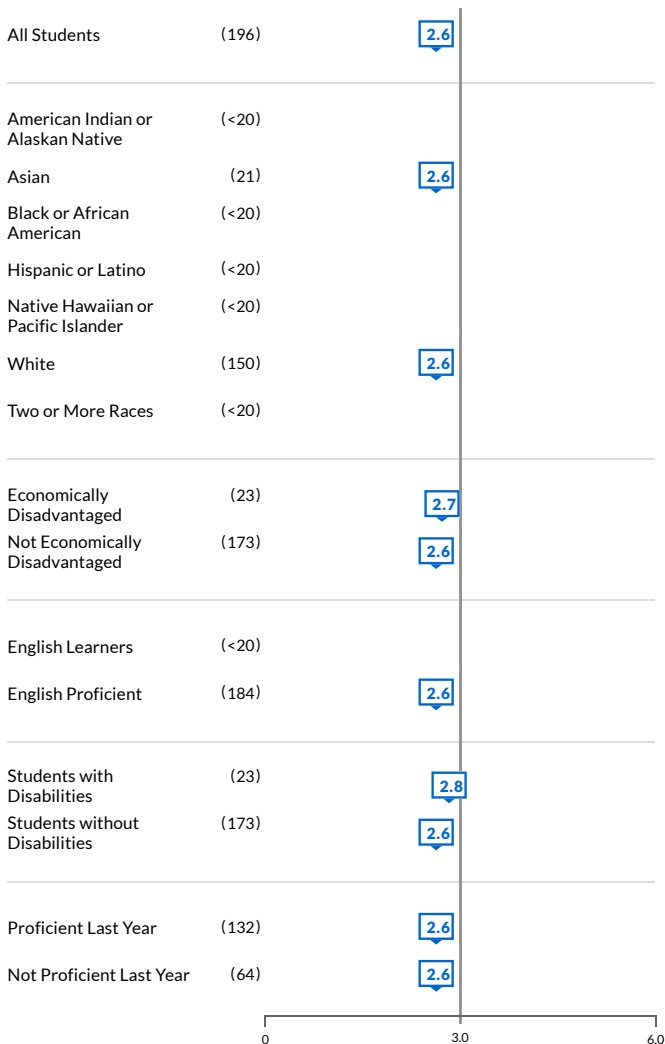 All Students (196) 2.6
American Indian or (<20)
Alaskan Native
Asian (21) 2.6
Black or African (<20)
American
Hispanic or Latino (<20)
Native Hawaiian or (<20)
Pacific Islander
White (150) 2.6
Two or More Races (<20)
Economically (23) 2.7
Disadvantaged
Not Economically (173) 2.6
Disadvantaged
English Learners (<20)
English Proficient (184) 2.6
Students with (23) 2.8
Disabilities
Students without (173) 2.6
Disabilities
Proficient Last Year (132) 2.6
Not Proficient Last Year (64) 2.6
0 3.0 6.0